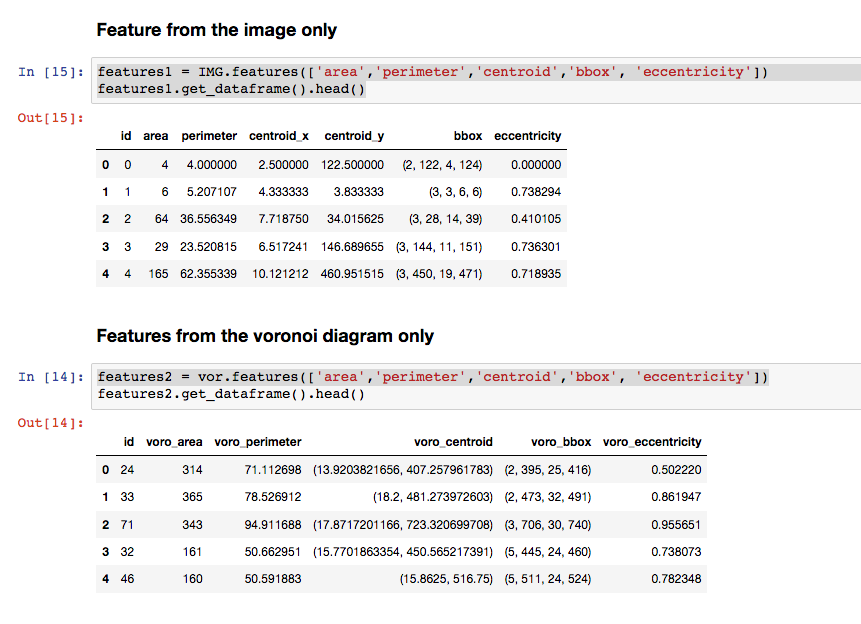 Feature from the image only
In [15]: features1 = IMG.features(['area','perimeter','centroid','bbox', 'eccentricity'])
features1.get_dataframe().head()
Out[15]:
id area perimeter centroid_x centroid_y bbox eccentricity
0 0 4 4.000000 2.500000 122.500000 (2, 122, 4, 124) 0.000000
1 1 6 5.207107 4.333333 3.833333 (3, 3, 6, 6) 0.738294
2 2 64 36.556349 7.718750 34.015625 (3, 28, 14, 39) 0.410105
3 3 29 23.520815 6.517241 146.689655 (3, 144, 11, 151) 0.736301
4 4 165 62.355339 10.121212 460.951515 (3, 450, 19, 471) 0.718935
Features from the voronoi diagram only
In [14]: features2 = vor.features(['area','perimeter','centroid','bbox', 'eccentricity'])
features2.get_dataframe().head()
Out[14]:
id voro_area voro_perimeter voro_centroid voro_bbox voro_eccentricity
0 24 314 71.112698 (13.9203821656, 407.257961783) (2, 395, 25, 416) 0.502220
1 33 365 78.526912 (18.2, 481.273972603) (2, 473, 32, 491) 0.861947
2 71 343 94.911688 (17.8717201166, 723.320699708) (3, 706, 30, 740) 0.955651
3 32 161 50.662951 (15.7701863354, 450.565217391) (5, 445, 24, 460) 0.738073
4 46 160 50.591883 (15.8625, 516.75) (5, 511, 24, 524) 0.782348